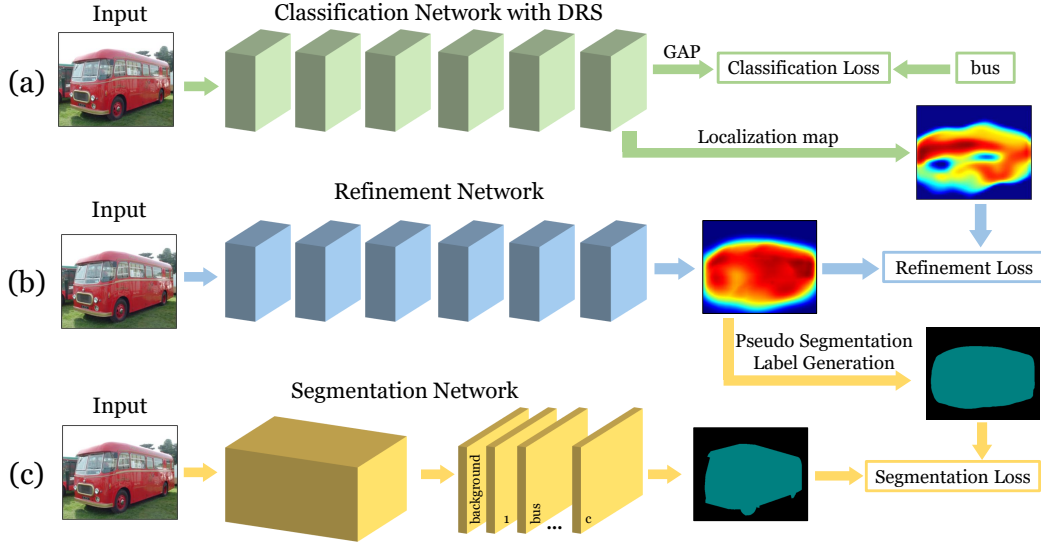 Input
Classification Network with DRS
(a)
GAP
Classification Loss
bus
Localization map
Input
Refinement Network
(b)
Refinement Loss
Pseudo Segmentation
Label Generation
Input
Segmentation Network
(c)
background
1
bus
...
c
Segmentation Loss